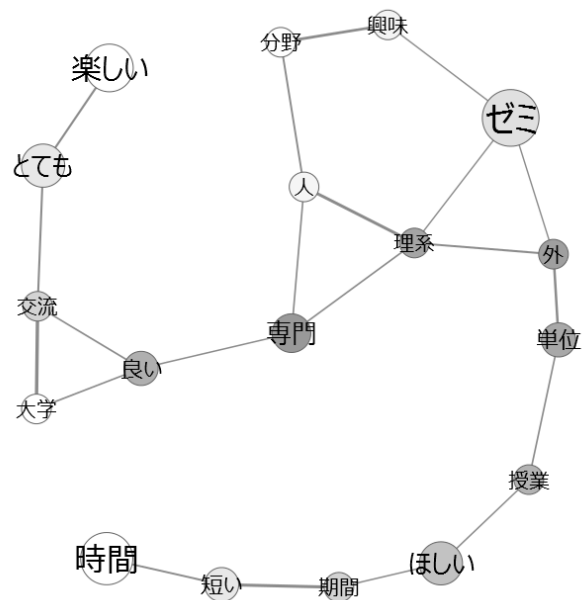 興味
分野
楽しい
ゼミ
とても
人
理系
外
交流
専門
単位
良い
大学
授業
時間
ほしい
短い
期間